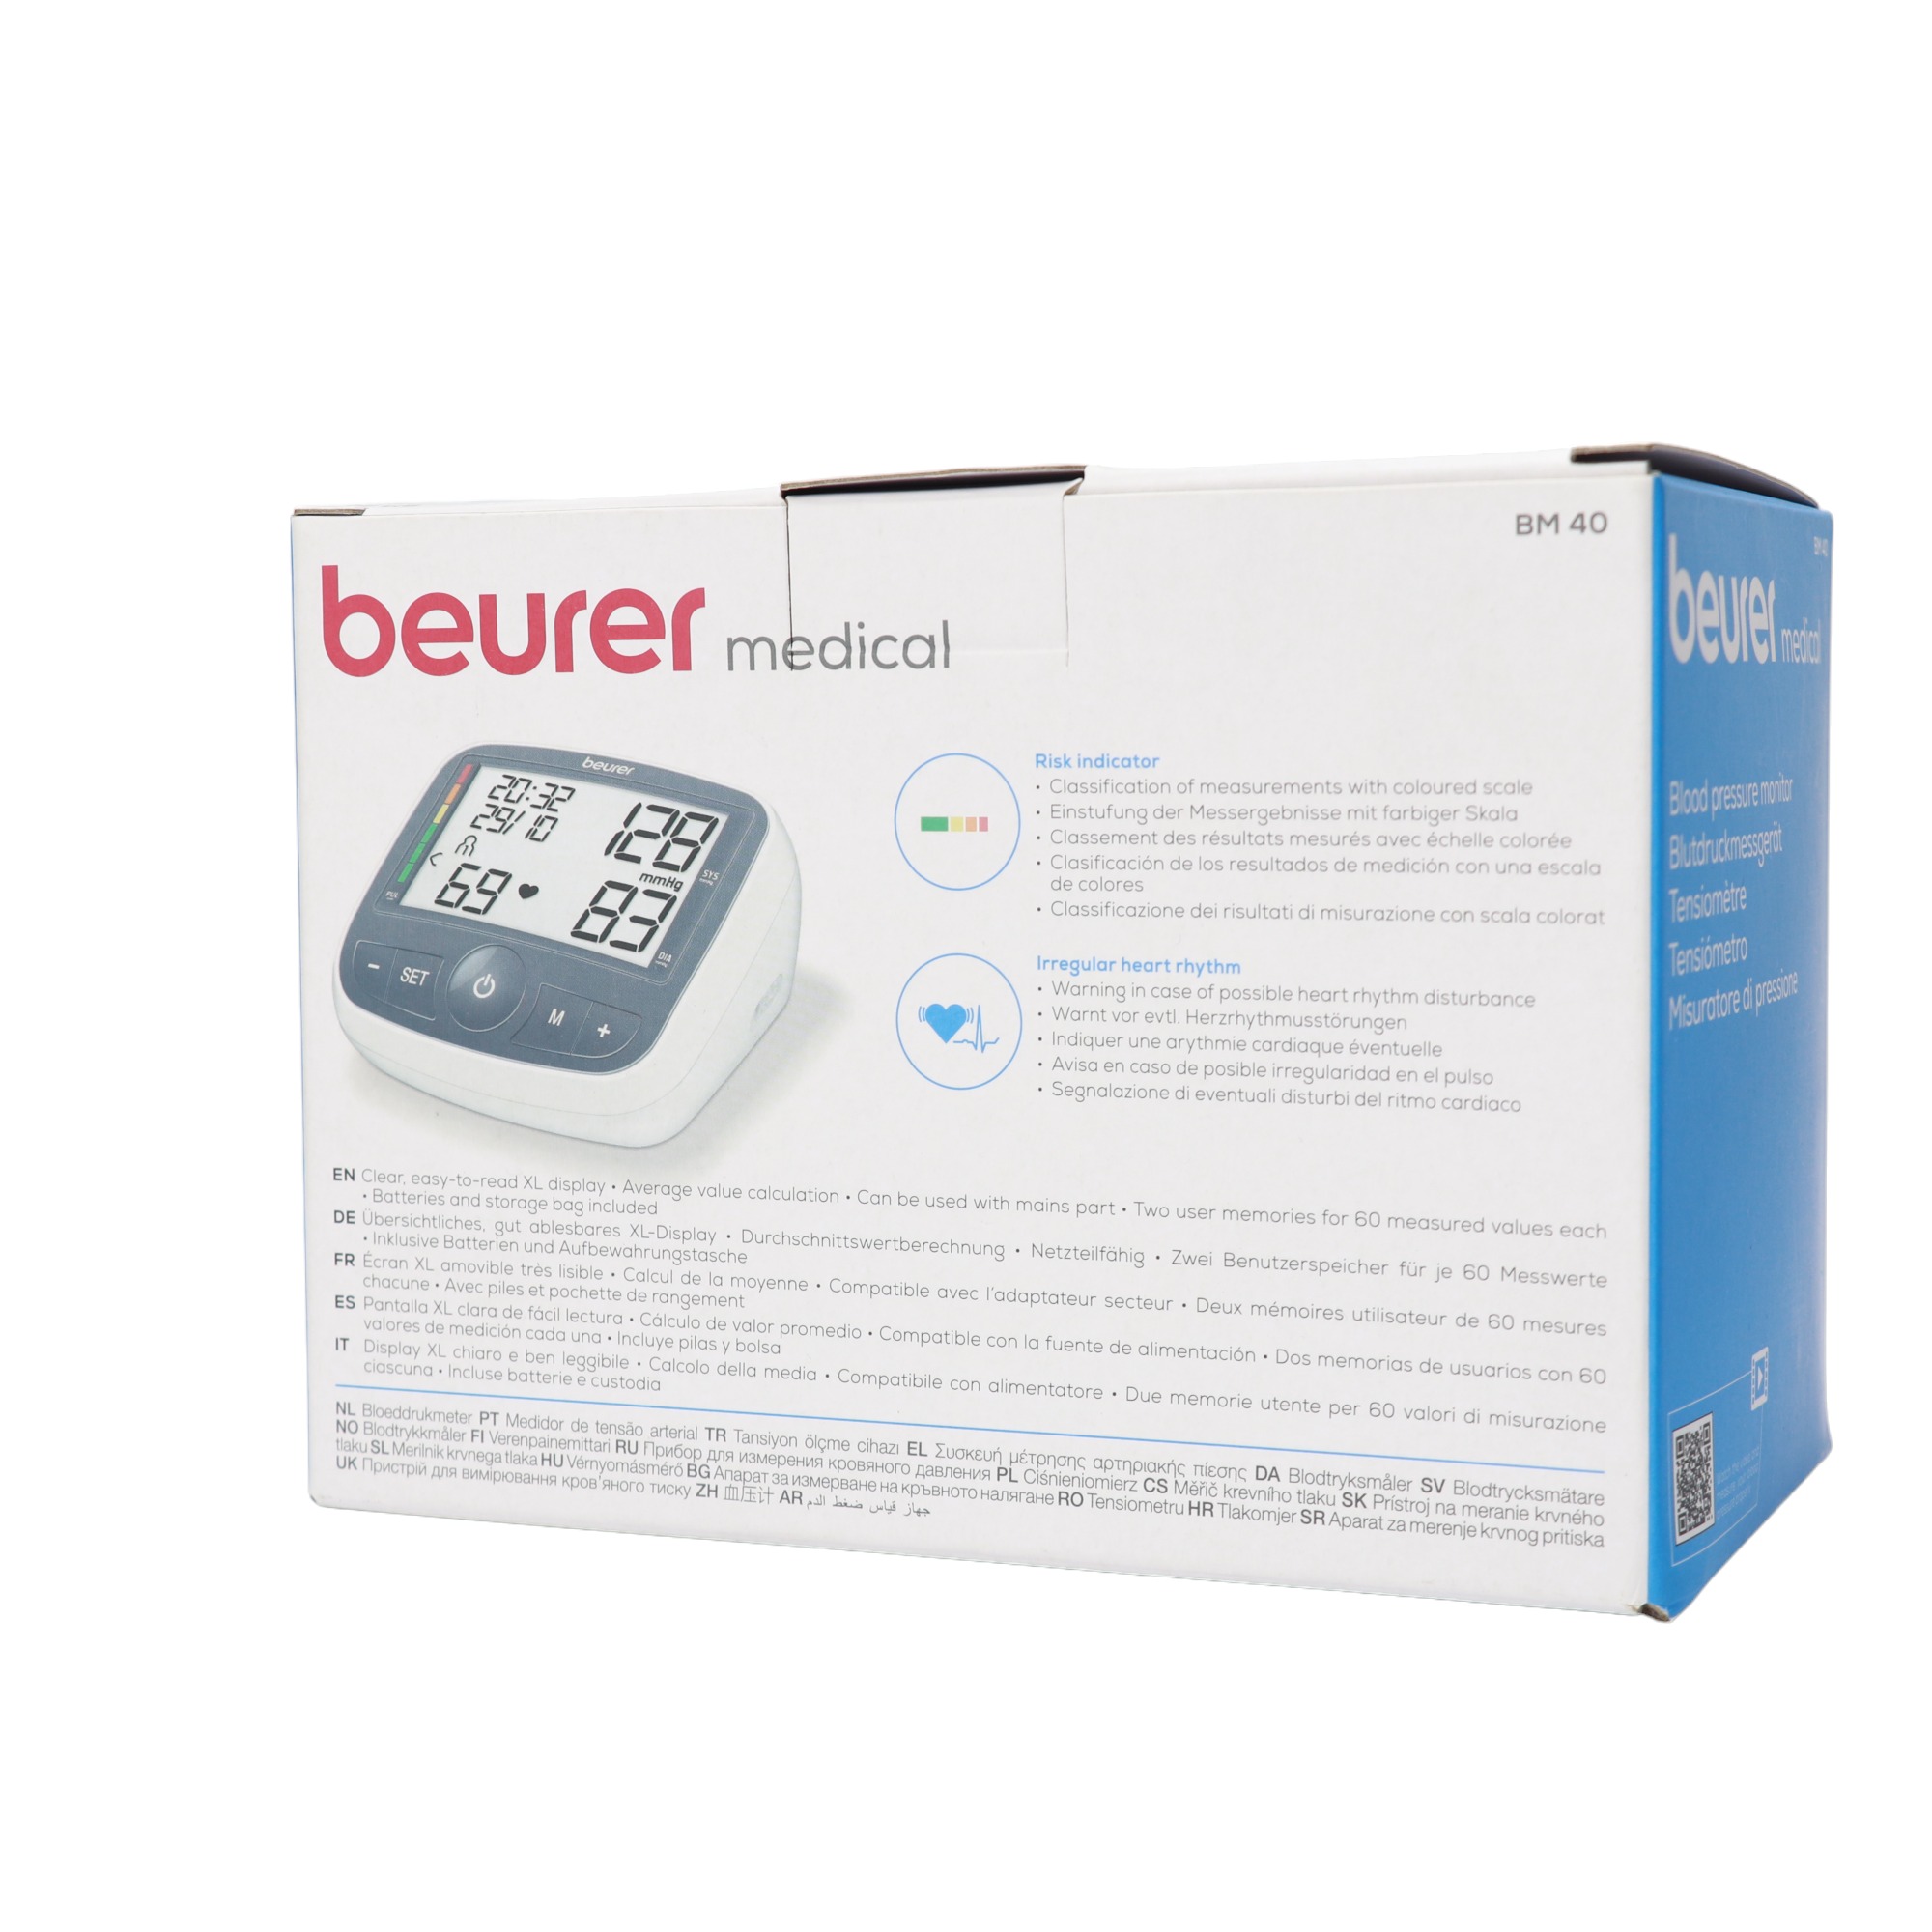 BM 40
beurer medical
beurer
20:32
29/10
128
SYS
mmHg
69
83
PUL
DIA
SET
M
Risk indicator
• Classification of measurements with coloured scale
• Einstufung der Messergebnisse mit farbiger Skala
• Classement des résultats mesurés avec échelle colorée
• Clasificación de los resultados de medición con una escala
de colores
• Classificazione dei risultati di misurazione con scala colorat
Irregular heart rhythm
• Warning in case of possible heart rhythm disturbance
• Warnt vor evtl. Herzrhythmusstörungen
• Indiquer une arythmie cardiaque éventuelle
• Avisa en caso de posible irregularidad en el pulso
• Segnalazione di eventuali disturbi del ritmo cardiaco
EN Clear, easy-to-read XL display • Average value calculation • Can be used with mains part • Two user memories for 60 measured values each
• Batteries and storage bag included
DE Übersichtliches, gut ablesbares XL-Display • Durchschnittswertberechnung • Netzteilfähig • Zwei Benutzerspeicher für je 60 Messwerte
• Inklusive Batterien und Aufbewahrungstasche
FR Écran XL amovible très lisible • Calcul de la moyenne • Compatible avec l'adaptateur secteur • Deux mémoires utilisateur de 60 mesures
chacune • Avec piles et pochette de rangement
ES Pantalla XL clara de fácil lectura • Cálculo de valor promedio • Compatible con la fuente de alimentación • Dos memorias de usuarios con 60
valores de medición cada una • Incluye pilas y bolsa
IT Display XL chiaro e ben leggibile • Calcolo della media • Compatibile con alimentatore • Due memorie utente per 60 valori di misurazione
ciascuna • Incluse batterie e custodia
NL Bloeddrukmeter PT Medidor de tensão arterial TR Tansiyon ölçme cihazı EL Συσκευή μέτρησης αρτηριακής πίεσης DA Blodtryksmåler SV Blodtrycksmätare
NO Blodtrykkmåler FI Verenpainemittari RU Прибор для измерения кровяного давления PL Ciśnieniomierz CS Měřič krevního tlaku SK Prístroj na meranie krvného
tlaku SL Merilnik krvnega tlaka HU Vérnyomásmérő BG Апарат за измерване на кръвното налягане RO Tensiometru HR Tlakomjer SR Aparat za merenje krvnog pritiska
UK Пристрій для вимірювання кров'яного тиску ZH 血压计 AR جهاز قياس ضغط الدم
BM 40
beurer medical
Blood pressure monitor
Blutdruckmessgerät
Tensiomètre
Tensiómetro
Misuratore di pressione